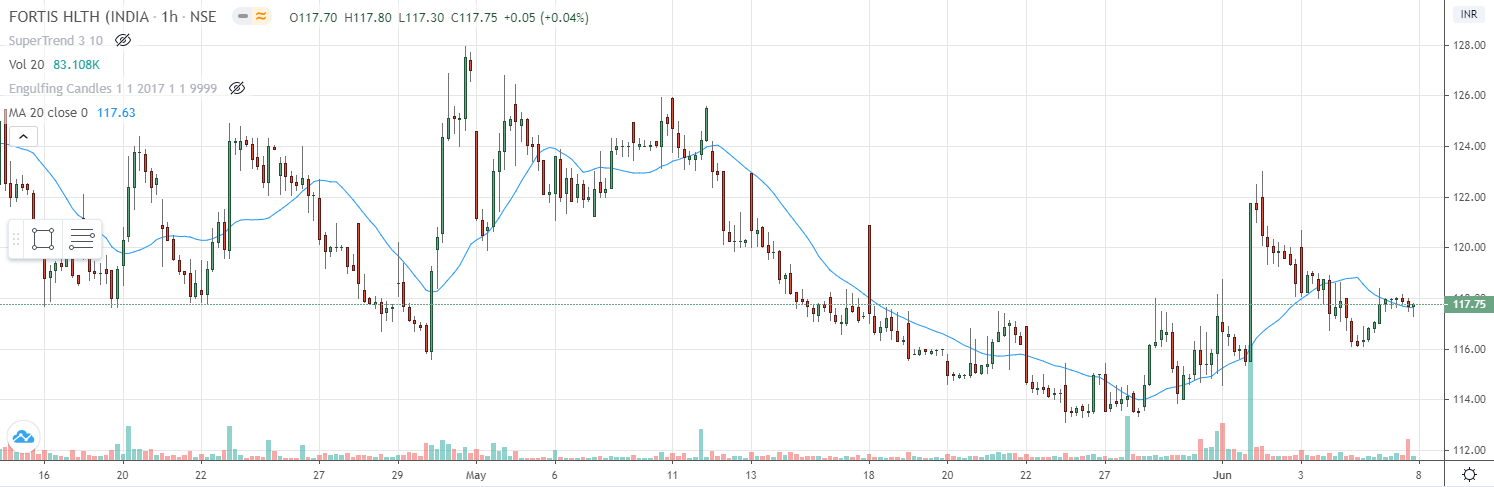 FORTIS HLTH (INDIA · 1h · NSE O117.70 H117.80 L117.30 C117.75 +0.05 (+0.04%)
INR
SuperTrend 3 10
Vol 20 83.108K
Engulfing Candles 1 1 2017 1 1 9999
MA 20 close 0 117.63
128.00
126.00
124.00
122.00
120.00
117.75
116.00
114.00
112.00
16 20 22 27 29 May 6 11 13 18 20 22 27 Jun 3 8